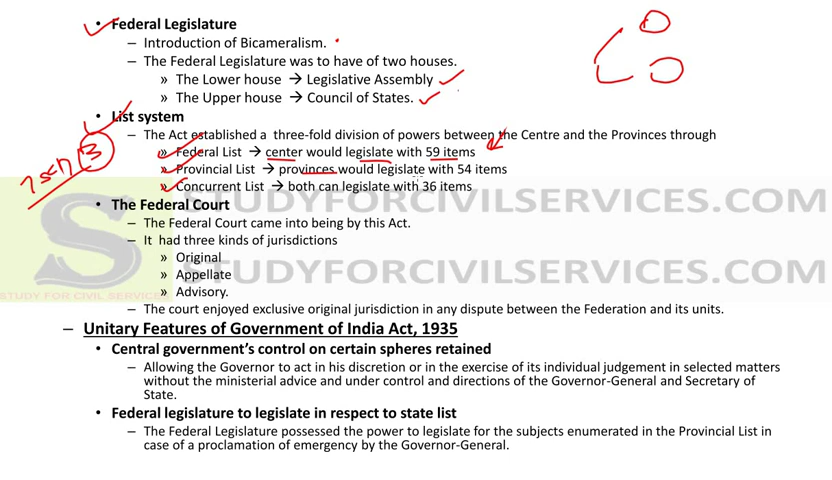 • Federal Legislature
– Introduction of Bicameralism.
– The Federal Legislature was to have of two houses.
» The Lower house → Legislative Assembly
» The Upper house → Council of States.
• List system
– The Act established a three-fold division of powers between the Centre and the Provinces through
» Federal List → center would legislate with 59 items
» Provincial List → provinces would legislate with 54 items
» Concurrent List → both can legislate with 36 items
7 sch 3
• The Federal Court
STUDYFORCIVILSERVICES.COM
– The Federal Court came into being by this Act.
– It had three kinds of jurisdictions
» Original
» Appellate
STUDYFORCIVILSERVICES.COM
» Advisory.
STUDY FOR CIVIL SERVICES
– The court enjoyed exclusive original jurisdiction in any dispute between the Federation and its units.
– Unitary Features of Government of India Act, 1935
• Central government’s control on certain spheres retained
– Allowing the Governor to act in his discretion or in the exercise of its individual judgement in selected matters
without the ministerial advice and under control and directions of the Governor-General and Secretary of
State.
• Federal legislature to legislate in respect to state list
– The Federal Legislature possessed the power to legislate for the subjects enumerated in the Provincial List in
case of a proclamation of emergency by the Governor-General.